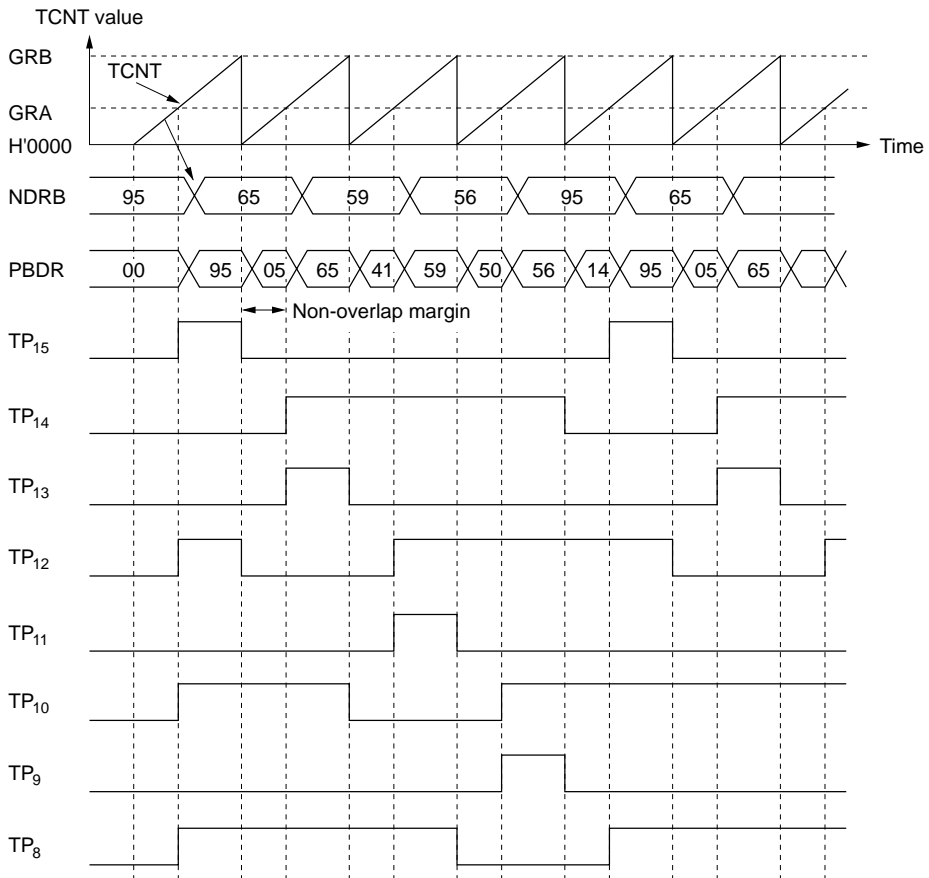 TCNT value
GRB
TCNT
GRA
H'0000
Time
NDRB 95 65 59 56 95 65
PBDR 00 95 05 65 41 59 50 56 14 95 05 65
Non-overlap margin
TP15
TP14
TP13
TP12
TP11
TP10
TP9
TP8